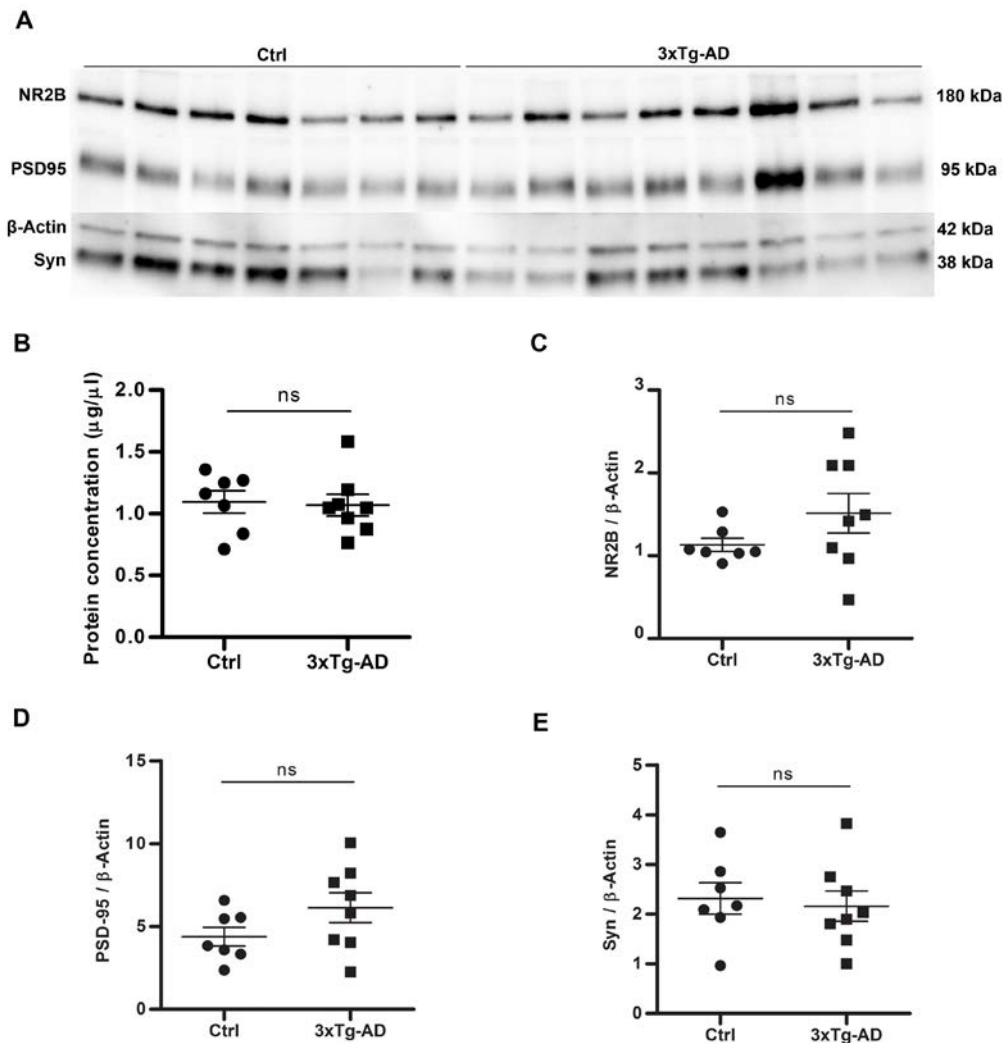 A
Ctrl 3xTg-AD
NR2B 180 kDa
PSD95 95 kDa
β-Actin 42 kDa
Syn 38 kDa
B
Protein concentration (µg/µl)
2.0
1.5
1.0
0.5
0.0
ns
Ctrl 3xTg-AD
C
NR2B / β-Actin
3
2
1
0
ns
Ctrl 3xTg-AD
D
PSD-95 / β-Actin
15
10
5
0
ns
Ctrl 3xTg-AD
E
Syn / β-Actin
5
4
3
2
1
0
ns
Ctrl 3xTg-AD